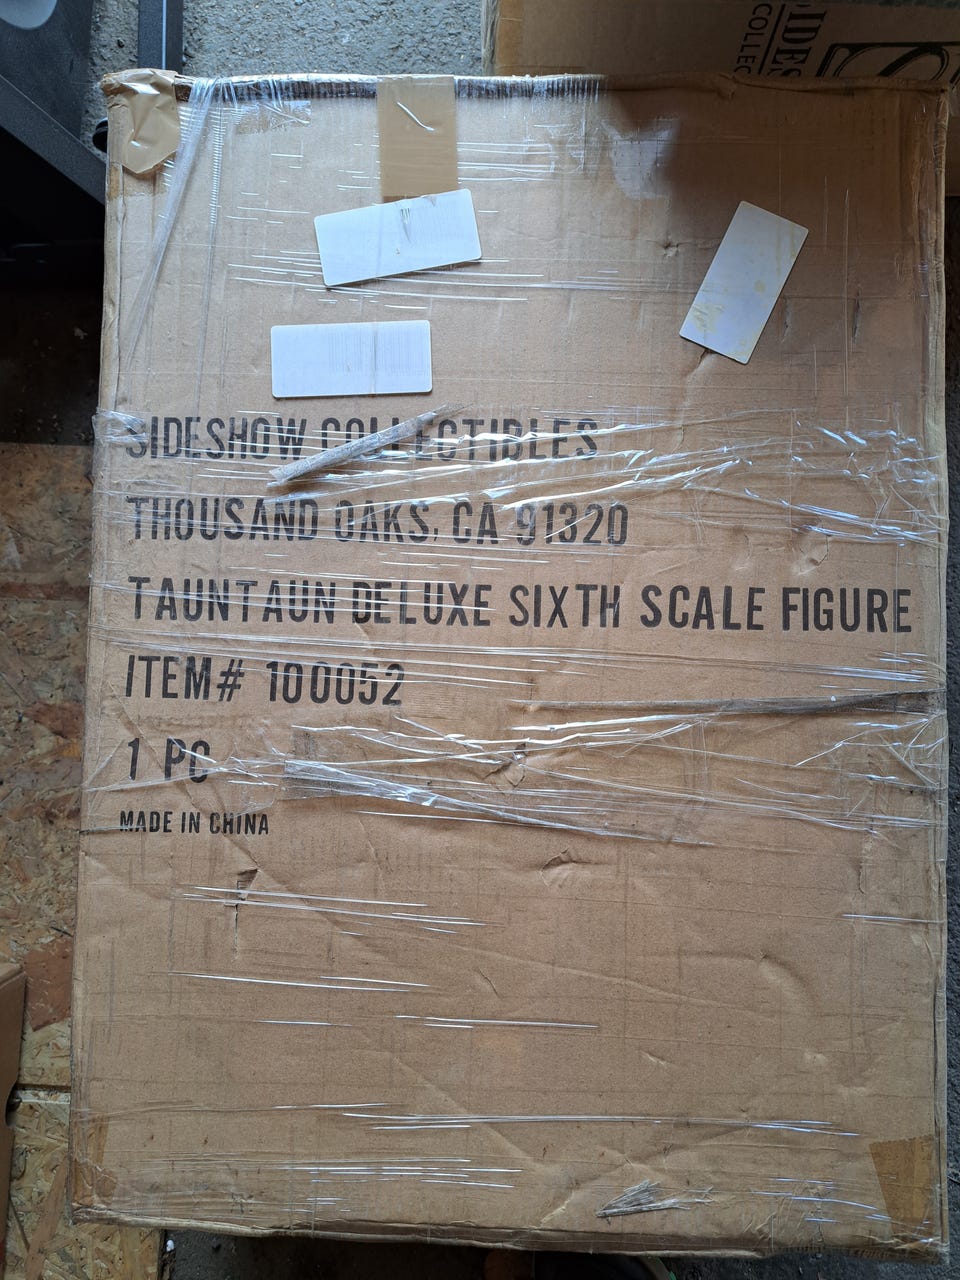 SIDESHOW COLLECTIBLES
THOUSAND OAKS, CA 91320
TAUNTAUN DELUXE SIXTH SCALE FIGURE
ITEM# 100052
1 PC
MADE IN CHINA